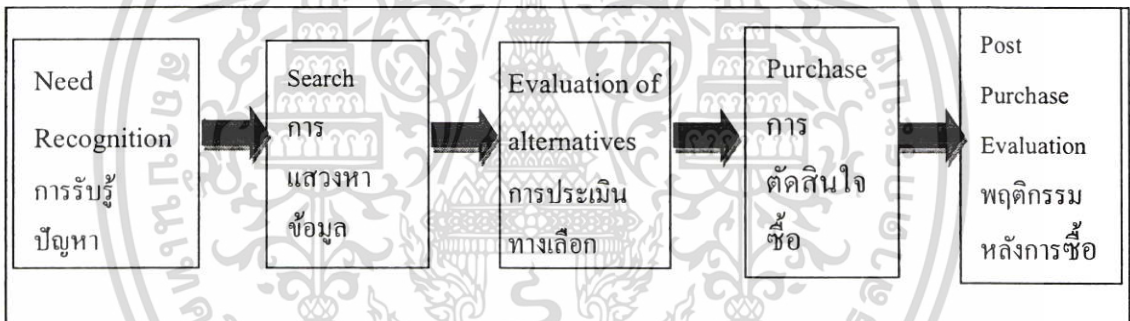 Need
Recognition
การรับรู้
ปัญหา
Search
การ
แสวงหา
ข้อมูล
Evaluation of
alternatives
การประเมิน
ทางเลือก
Purchase
การ
ตัดสินใจ
ซื้อ
Post
Purchase
Evaluation
พฤติกรรม
หลังการซื้อ